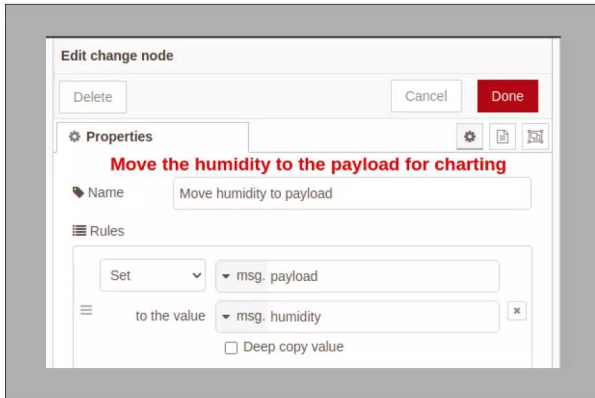 Edit change node
Delete
Cancel
Done
Properties
Move the humidity to the payload for charting
Name
Move humidity to payload
Rules
Set
msg. payload
to the value
msg. humidity
Deep copy value